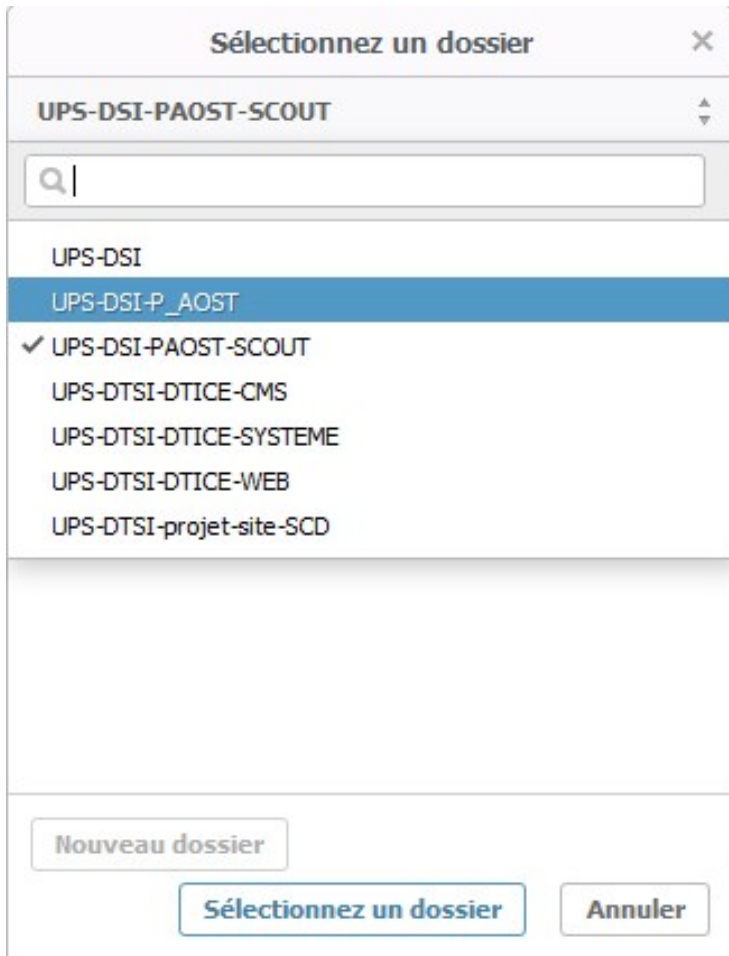 Sélectionnez un dossier
UPS-DSI-PAOST-SCOUT
UPS-DSI
UPS-DSI-P_AOST
UPS-DSI-PAOST-SCOUT
UPS-DTSI-DTICE-CMS
UPS-DTSI-DTICE-SYSTEME
UPS-DTSI-DTICE-WEB
UPS-DTSI-projet-site-SCD
Nouveau dossier
Sélectionnez un dossier Annuler